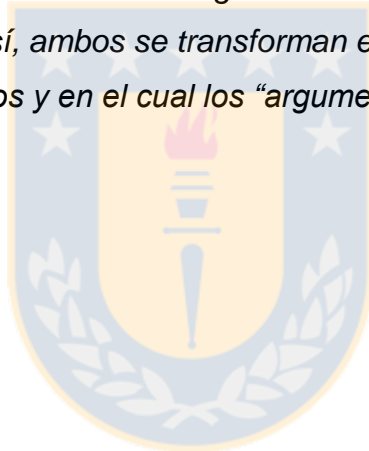 sí, ambos se transforman e
os y en el cual los “argume